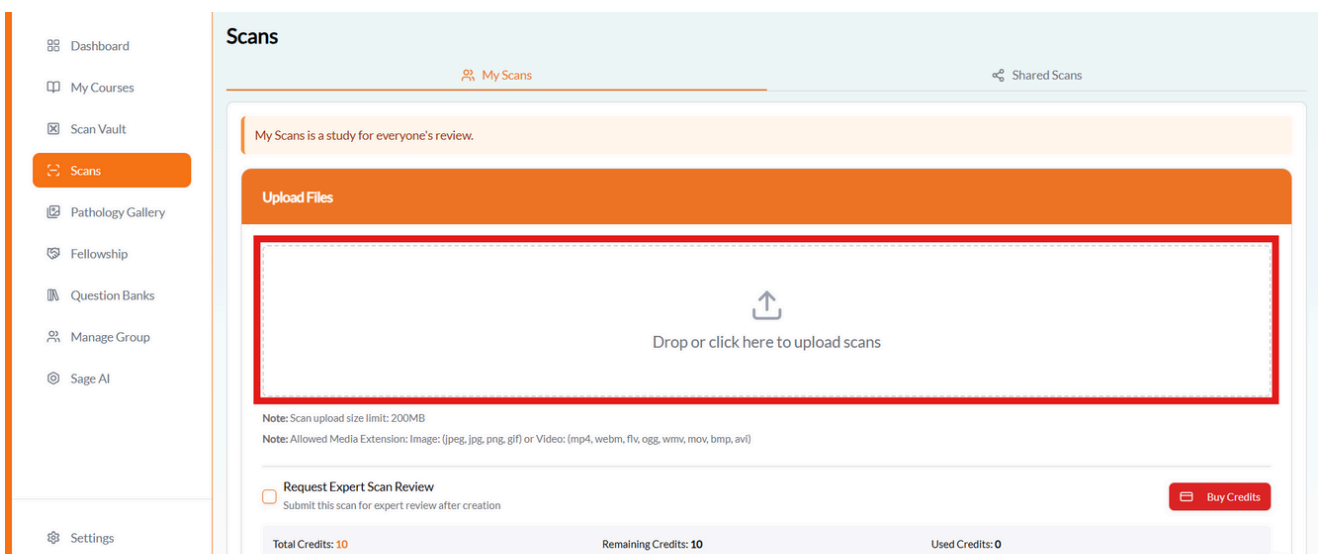 Dashboard
My Courses
Scan Vault
Scans
Pathology Gallery
Fellowship
Question Banks
Manage Group
Sage AI
Settings
Scans
My Scans
Shared Scans
My Scans is a study for everyone's review.
Upload Files
Drop or click here to upload scans
Note: Scan upload size limit: 200MB
Note: Allowed Media Extension: Image: (jpeg, jpg, png, gif) or Video: (mp4, webm, flv, ogg, wmv, mov, bmp, avi)
Request Expert Scan Review
Submit this scan for expert review after creation
Buy Credits
Total Credits: 10
Remaining Credits: 10
Used Credits: 0